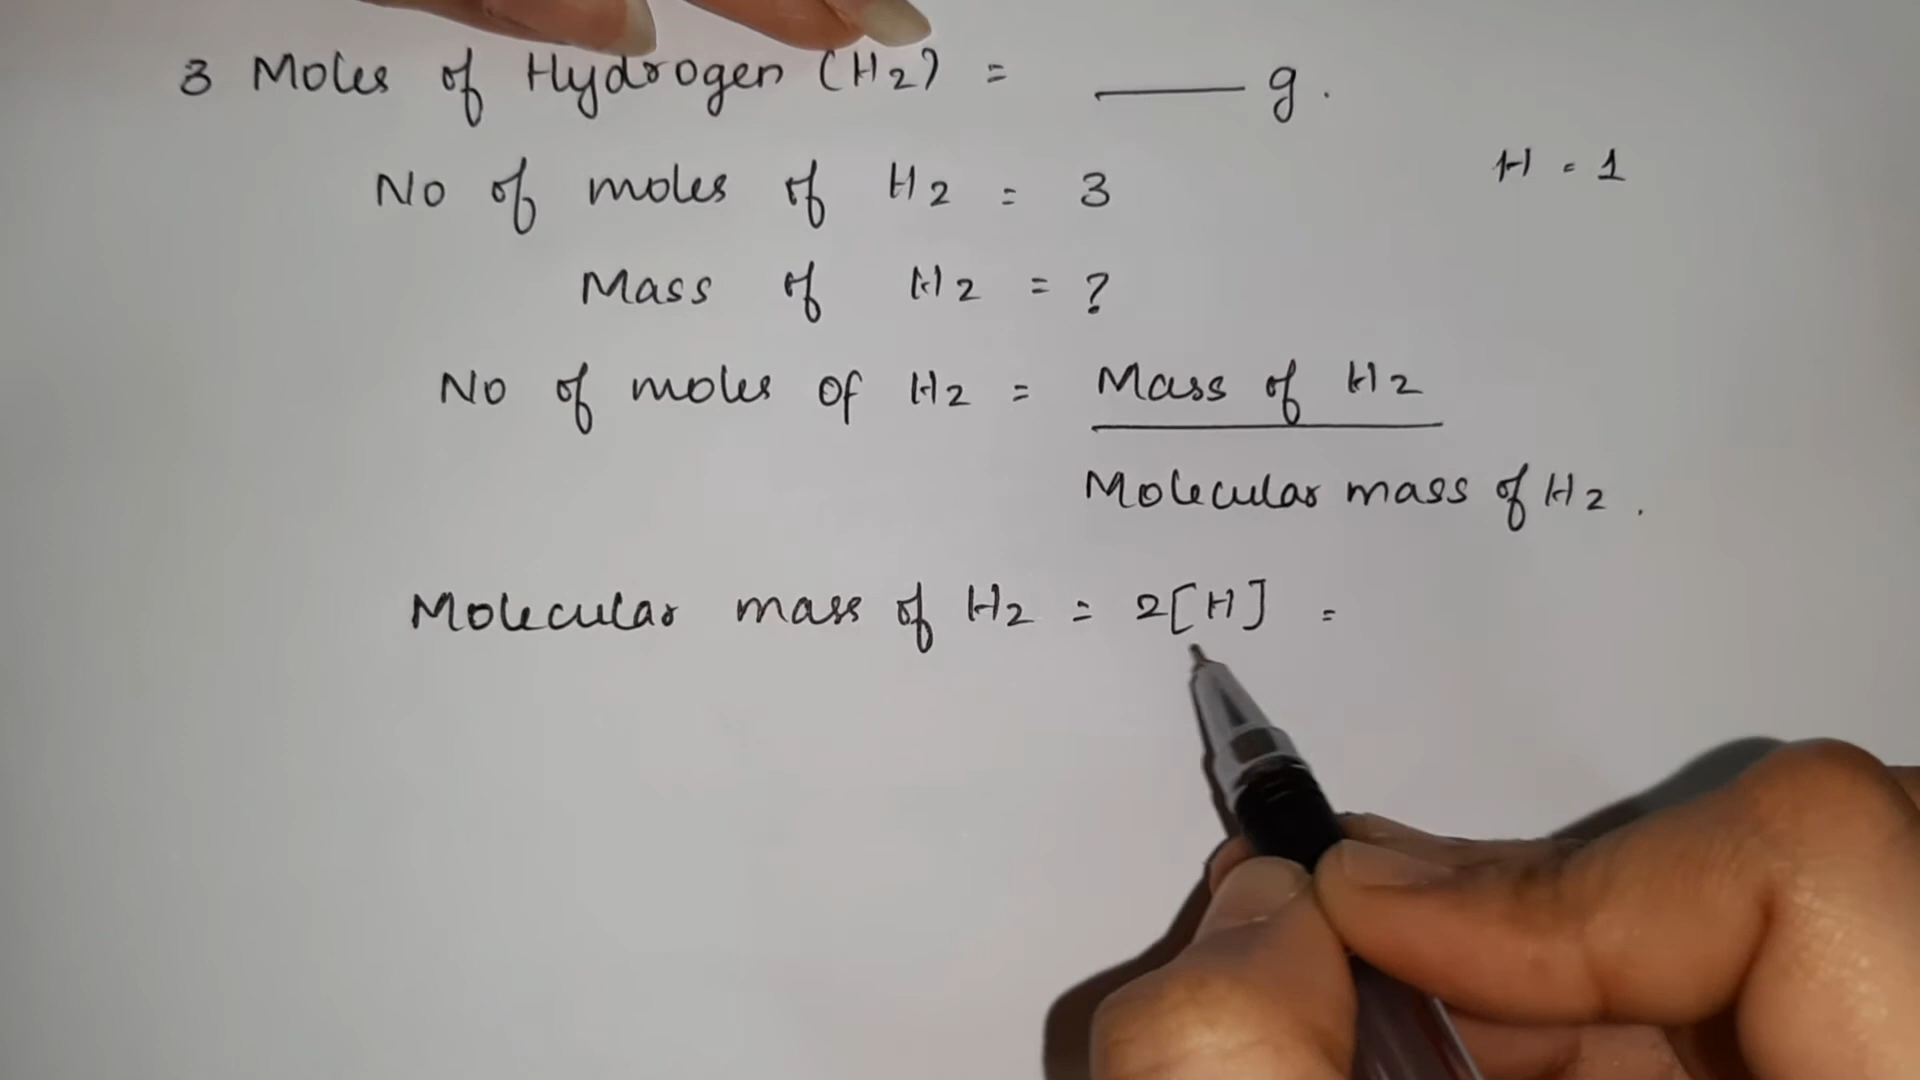 3 Moles of Hydrogen (H2) = ____ g.
H = 1
No of moles of H2 = 3
Mass of H2 = ?
No of moles of H2 = Mass of H2
Molecular mass of H2.
Molecular mass of H2 = 2[H] =